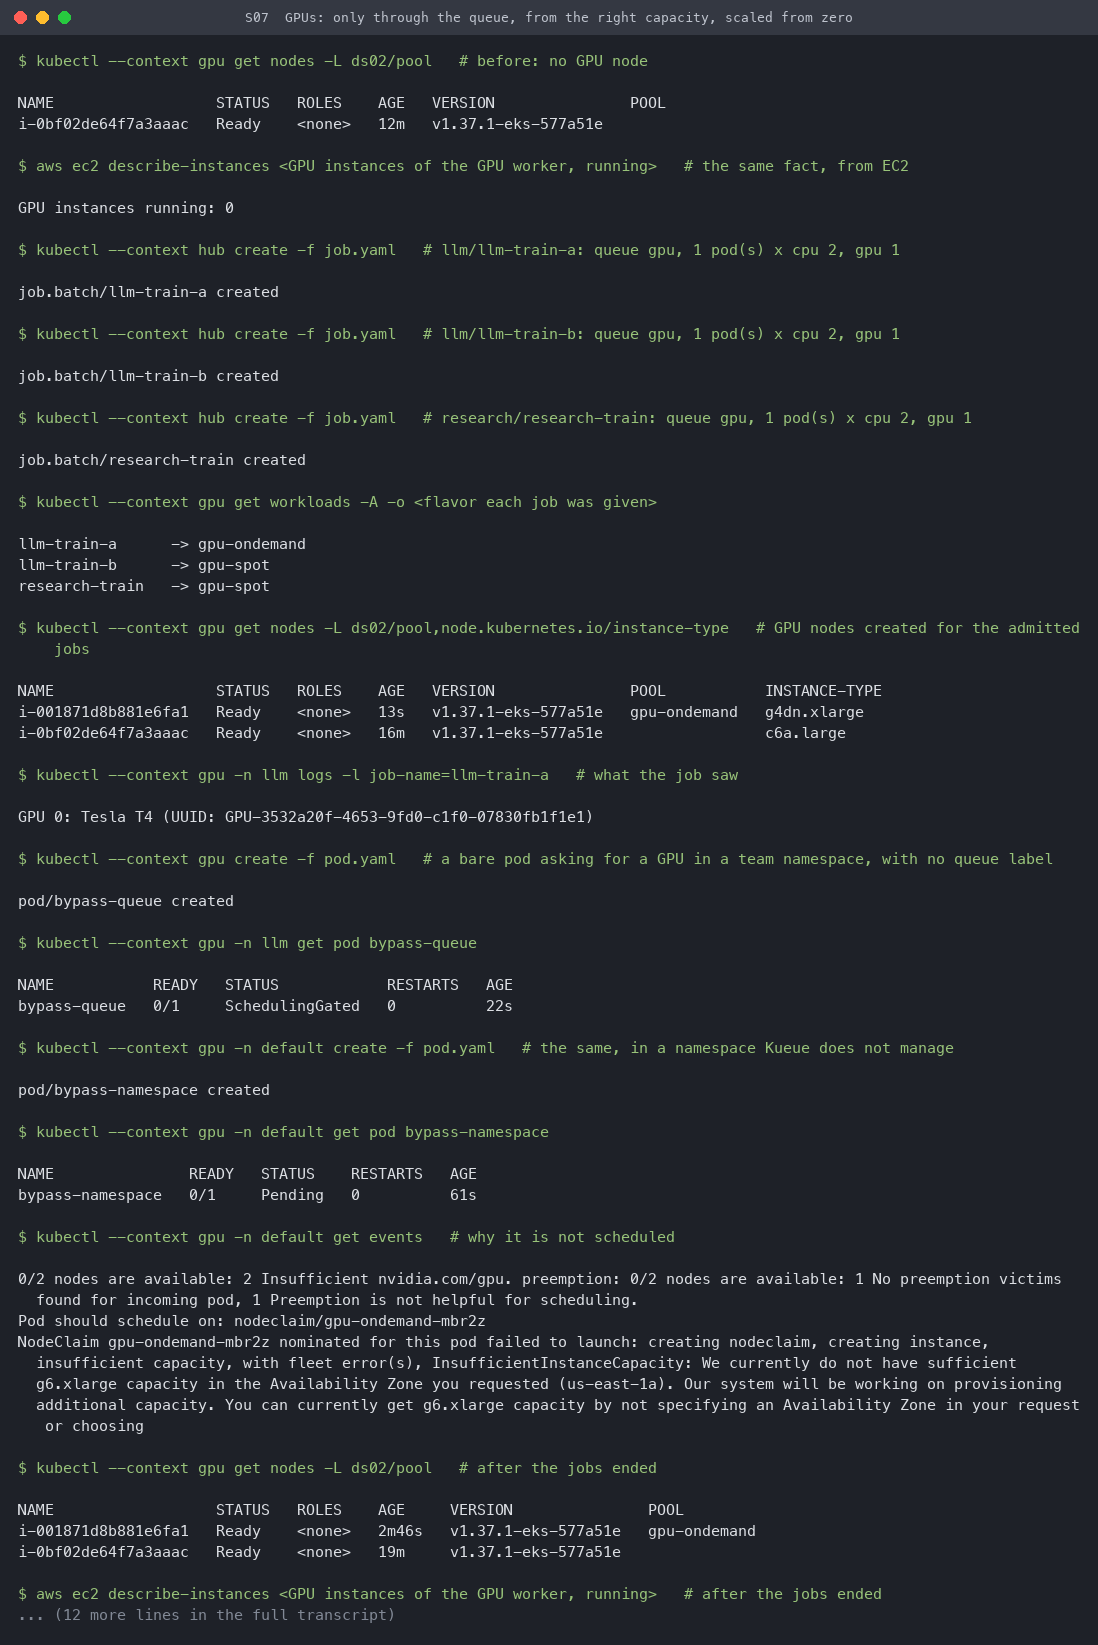 S07  GPUs: only through the queue, from the right capacity, scaled from zero
$ kubectl --context gpu get nodes -L ds02/pool   # before: no GPU node
NAME                  STATUS   ROLES    AGE   VERSION               POOL
i-0bf02de64f7a3aaac   Ready    <none>   12m   v1.37.1-eks-577a51e
$ aws ec2 describe-instances <GPU instances of the GPU worker, running>   # the same fact, from EC2
GPU instances running: 0
$ kubectl --context hub create -f job.yaml   # llm/llm-train-a: queue gpu, 1 pod(s) x cpu 2, gpu 1
job.batch/llm-train-a created
$ kubectl --context hub create -f job.yaml   # llm/llm-train-b: queue gpu, 1 pod(s) x cpu 2, gpu 1
job.batch/llm-train-b created
$ kubectl --context hub create -f job.yaml   # research/research-train: queue gpu, 1 pod(s) x cpu 2, gpu 1
job.batch/research-train created
$ kubectl --context gpu get workloads -A -o <flavor each job was given>
llm-train-a      -> gpu-ondemand
llm-train-b      -> gpu-spot
research-train   -> gpu-spot
$ kubectl --context gpu get nodes -L ds02/pool,node.kubernetes.io/instance-type   # GPU nodes created for the admitted
    jobs
NAME                  STATUS   ROLES    AGE   VERSION               POOL           INSTANCE-TYPE
i-001871d8b881e6fa1   Ready    <none>   13s   v1.37.1-eks-577a51e   gpu-ondemand   g4dn.xlarge
i-0bf02de64f7a3aaac   Ready    <none>   16m   v1.37.1-eks-577a51e                  c6a.large
$ kubectl --context gpu -n llm logs -l job-name=llm-train-a   # what the job saw
GPU 0: Tesla T4 (UUID: GPU-3532a20f-4653-9fd0-c1f0-07830fb1f1e1)
$ kubectl --context gpu create -f pod.yaml   # a bare pod asking for a GPU in a team namespace, with no queue label
pod/bypass-queue created
$ kubectl --context gpu -n llm get pod bypass-queue
NAME           READY   STATUS            RESTARTS   AGE
bypass-queue   0/1     SchedulingGated   0          22s
$ kubectl --context gpu -n default create -f pod.yaml   # the same, in a namespace Kueue does not manage
pod/bypass-namespace created
$ kubectl --context gpu -n default get pod bypass-namespace
NAME               READY   STATUS    RESTARTS   AGE
bypass-namespace   0/1     Pending   0          61s
$ kubectl --context gpu -n default get events   # why it is not scheduled
0/2 nodes are available: 2 Insufficient nvidia.com/gpu. preemption: 0/2 nodes are available: 1 No preemption victims
  found for incoming pod, 1 Preemption is not helpful for scheduling.
Pod should schedule on: nodeclaim/gpu-ondemand-mbr2z
NodeClaim gpu-ondemand-mbr2z nominated for this pod failed to launch: creating nodeclaim, creating instance,
  insufficient capacity, with fleet error(s), InsufficientInstanceCapacity: We currently do not have sufficient
  g6.xlarge capacity in the Availability Zone you requested (us-east-1a). Our system will be working on provisioning
  additional capacity. You can currently get g6.xlarge capacity by not specifying an Availability Zone in your request
   or choosing
$ kubectl --context gpu get nodes -L ds02/pool   # after the jobs ended
NAME                  STATUS   ROLES    AGE     VERSION               POOL
i-001871d8b881e6fa1   Ready    <none>   2m46s   v1.37.1-eks-577a51e   gpu-ondemand
i-0bf02de64f7a3aaac   Ready    <none>   19m     v1.37.1-eks-577a51e
$ aws ec2 describe-instances <GPU instances of the GPU worker, running>   # after the jobs ended
... (12 more lines in the full transcript)